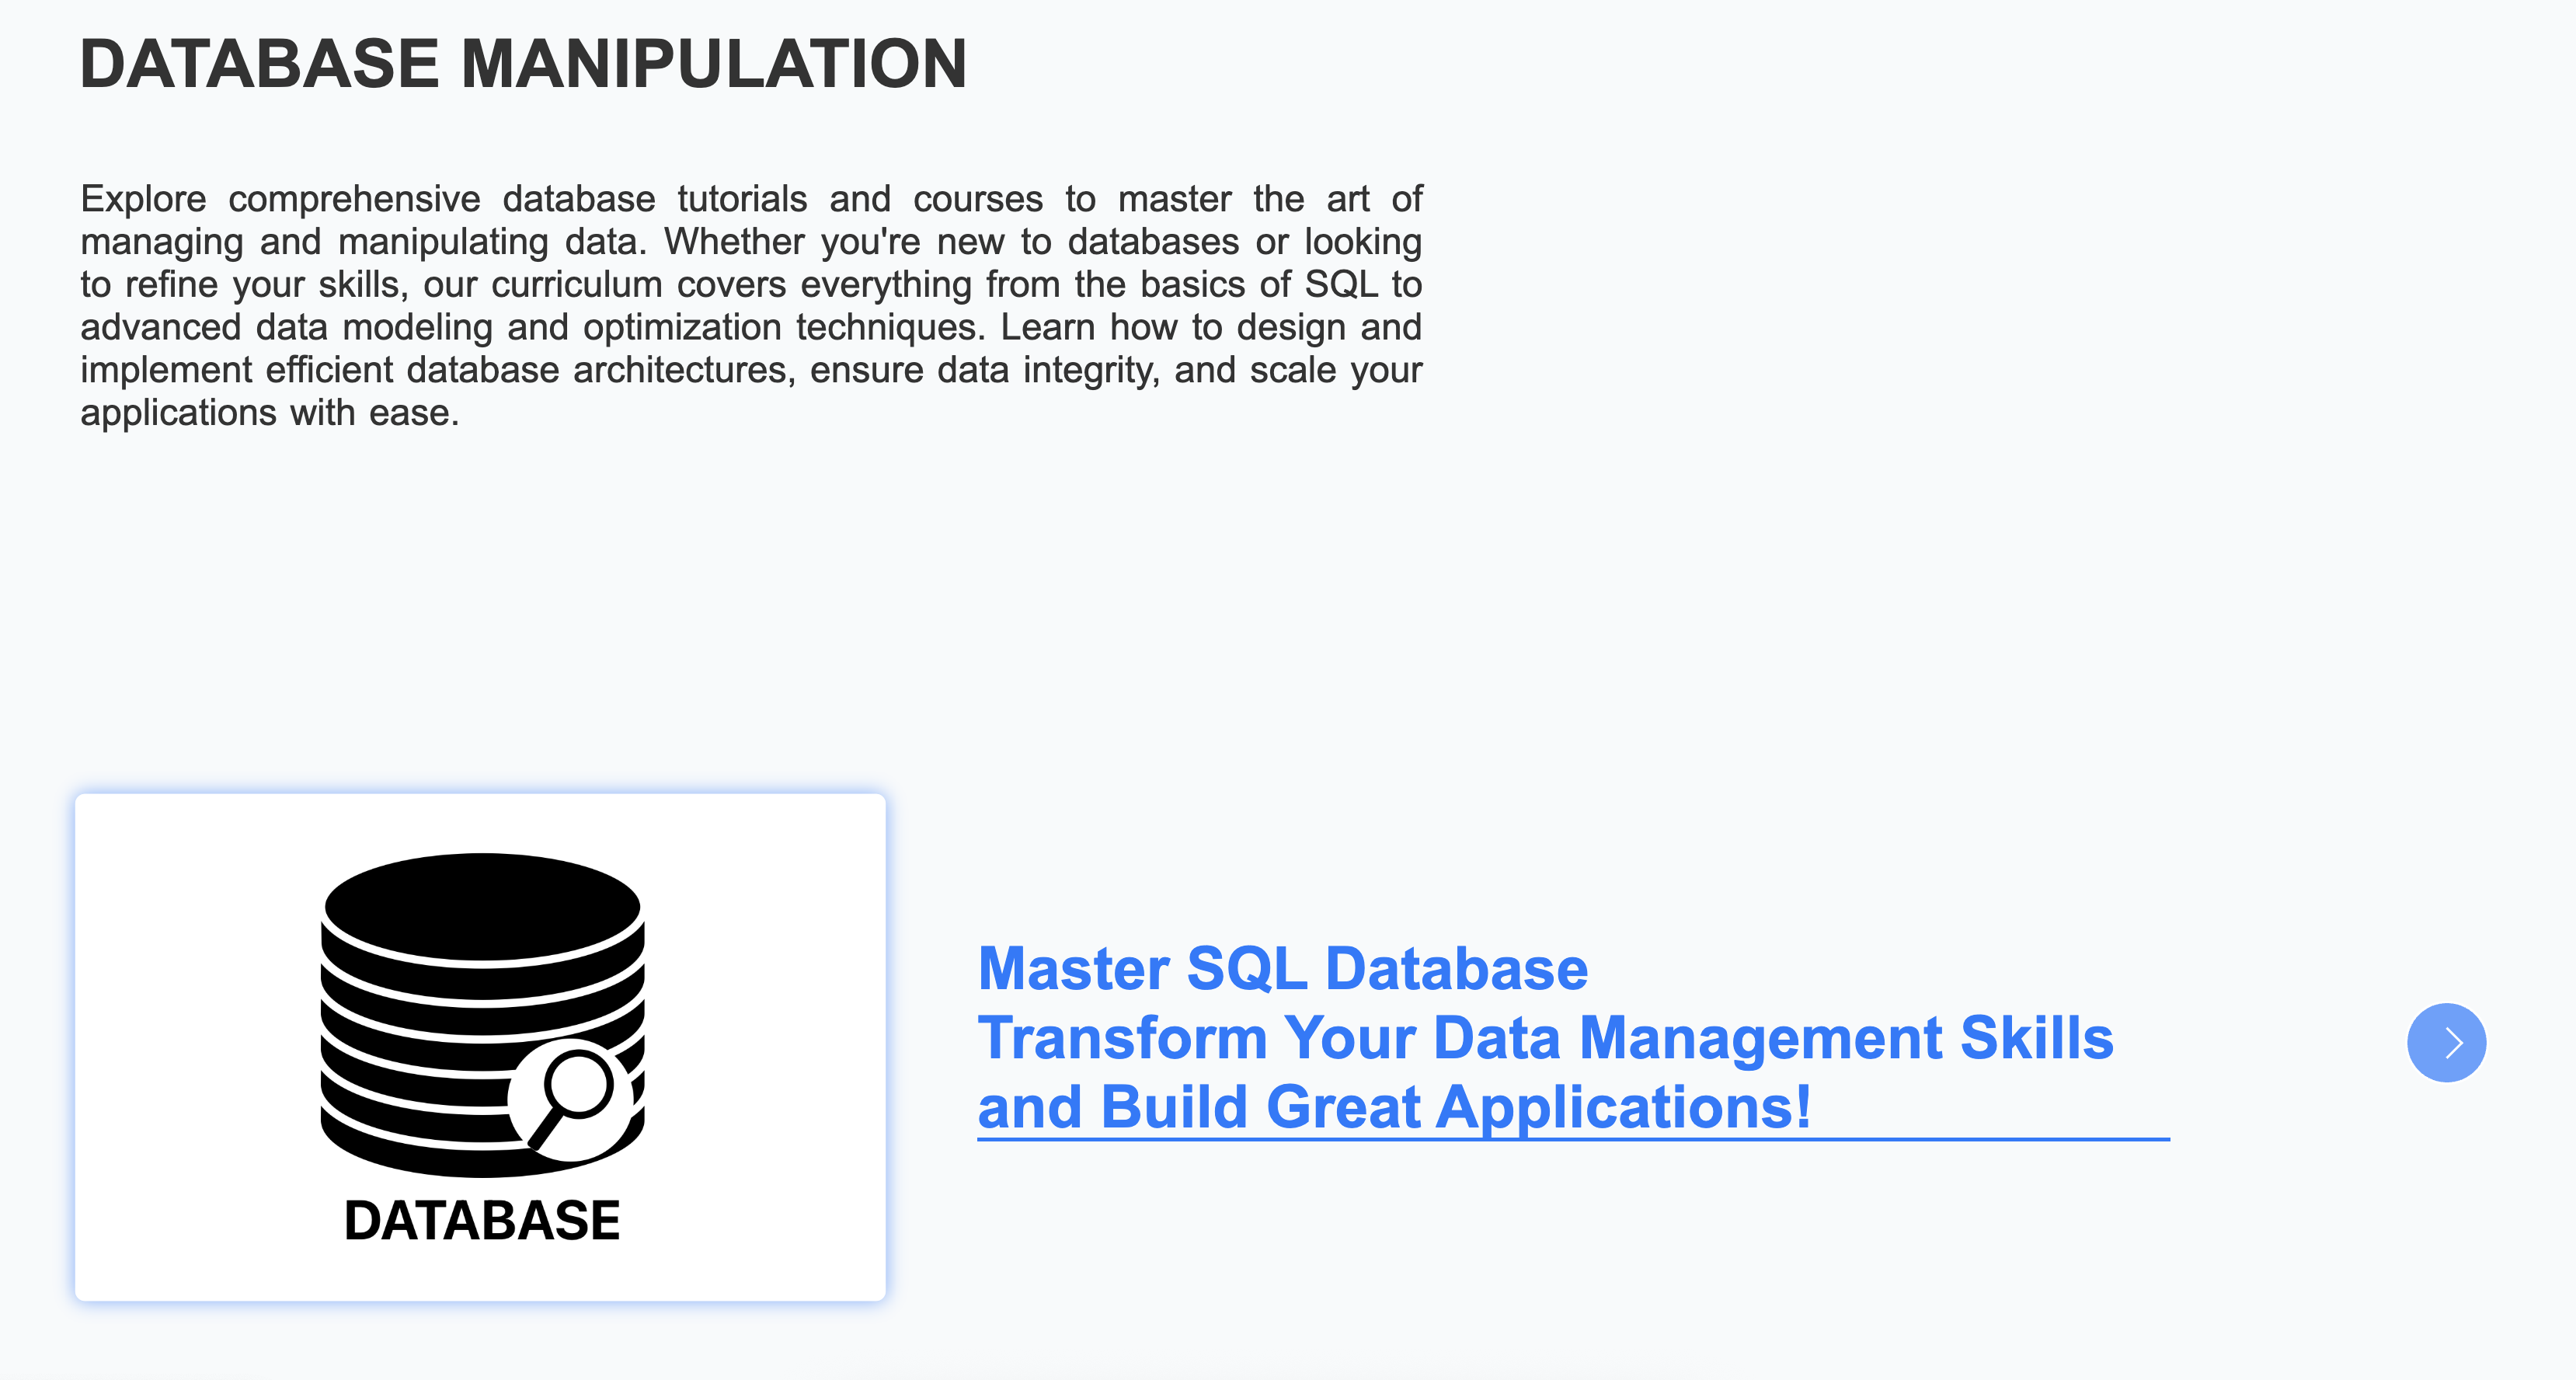 DATABASE MANIPULATION
Explore comprehensive database tutorials and courses to master the art of
managing and manipulating data. Whether you're new to databases or looking
to refine your skills, our curriculum covers everything from the basics of SQL to
advanced data modeling and optimization techniques. Learn how to design and
implement efficient database architectures, ensure data integrity, and scale your
applications with ease.
DATABASE
Master SQL Database
Transform Your Data Management Skills
and Build Great Applications!